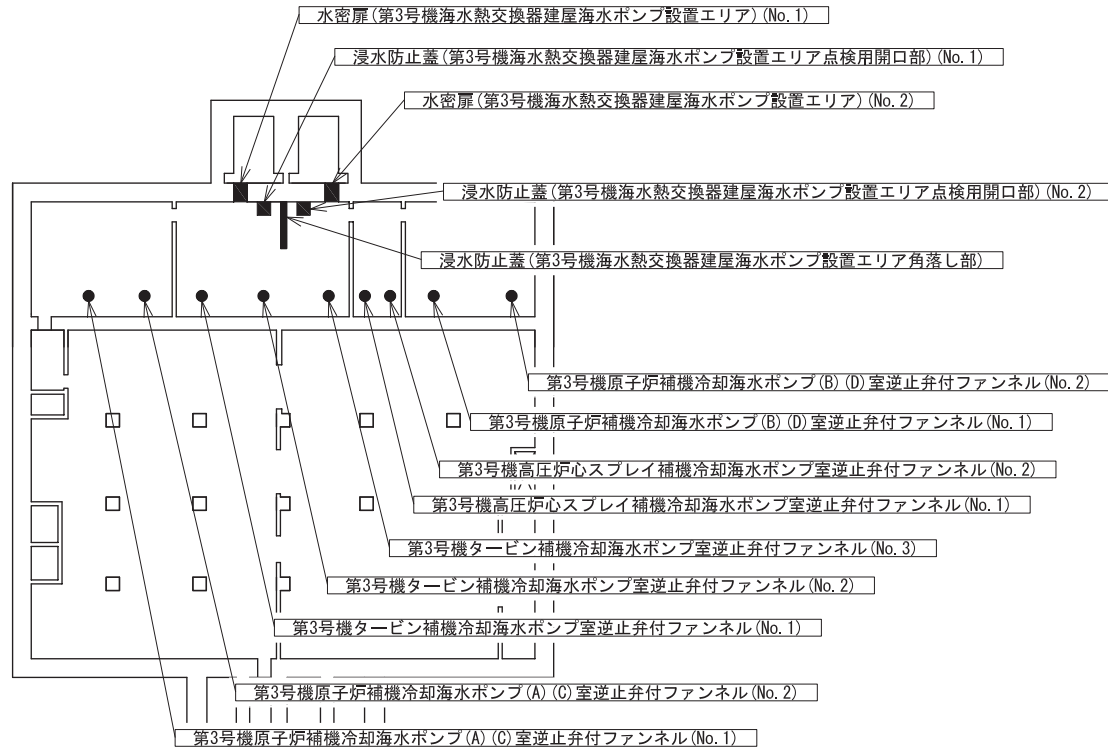 水密扉(第3号機海水熱交換器建屋海水ポンプ設置エリア)(No.1)
浸水防止蓋(第3号機海水熱交換器建屋海水ポンプ設置エリア点検用開口部)(No.1)
水密扉(第3号機海水熱交換器建屋海水ポンプ設置エリア)(No.2)
浸水防止蓋(第3号機海水熱交換器建屋海水ポンプ設置エリア点検用開口部)(No.2)
浸水防止蓋(第3号機海水熱交換器建屋海水ポンプ設置エリア角落し部)
第3号機原子炉補機冷却海水ポンプ(B)(D)室逆止弁付ファンネル(No.2)
第3号機原子炉補機冷却海水ポンプ(B)(D)室逆止弁付ファンネル(No.1)
第3号機高圧炉心スプレイ補機冷却海水ポンプ室逆止弁付ファンネル(No.2)
第3号機高圧炉心スプレイ補機冷却海水ポンプ室逆止弁付ファンネル(No.1)
第3号機タービン補機冷却海水ポンプ室逆止弁付ファンネル(No.3)
第3号機タービン補機冷却海水ポンプ室逆止弁付ファンネル(No.2)
第3号機タービン補機冷却海水ポンプ室逆止弁付ファンネル(No.1)
第3号機原子炉補機冷却海水ポンプ(A)(C)室逆止弁付ファンネル(No.2)
第3号機原子炉補機冷却海水ポンプ(A)(C)室逆止弁付ファンネル(No.1)